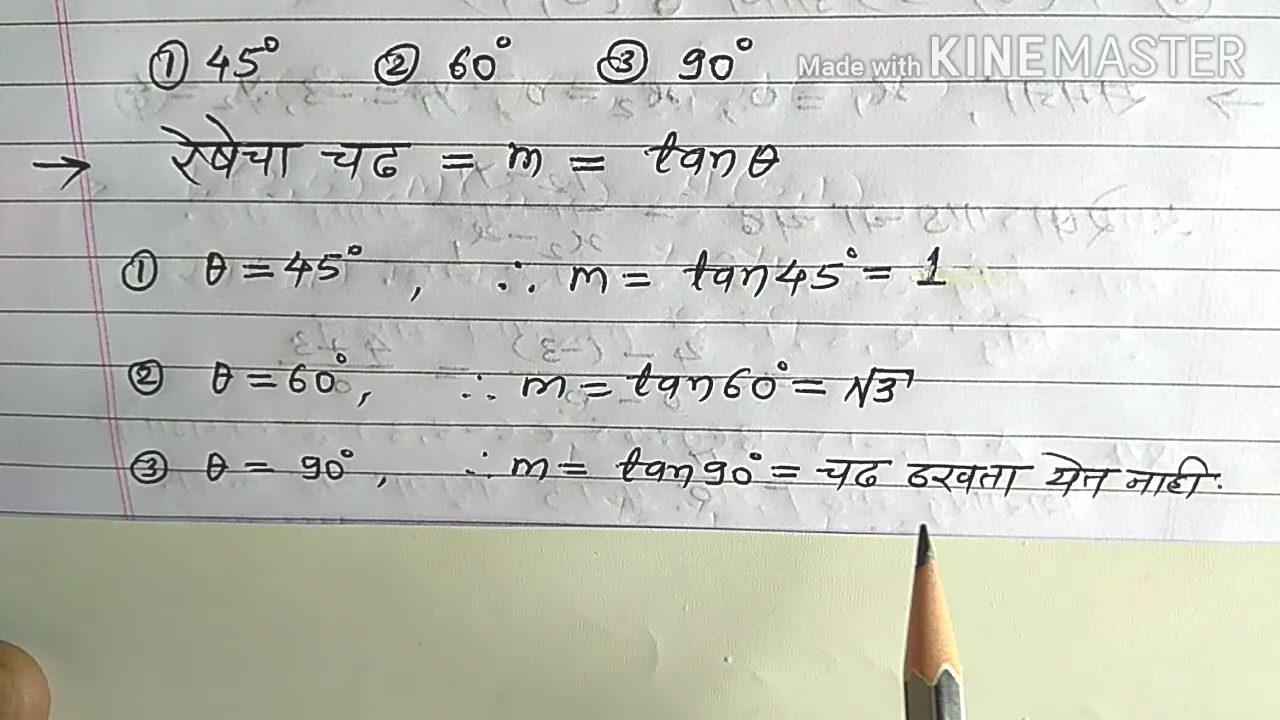 ① 45° ② 60° ③ 90°
Made with KINEMASTER
→ रेषेचा चढ = m = tanθ
① θ = 45°, ∴ m = tan45° = 1
② θ = 60°, ∴ m = tan60° = √3
③ θ = 90°, ∴ m = tan90° = चढ ठरवता येत नाही.